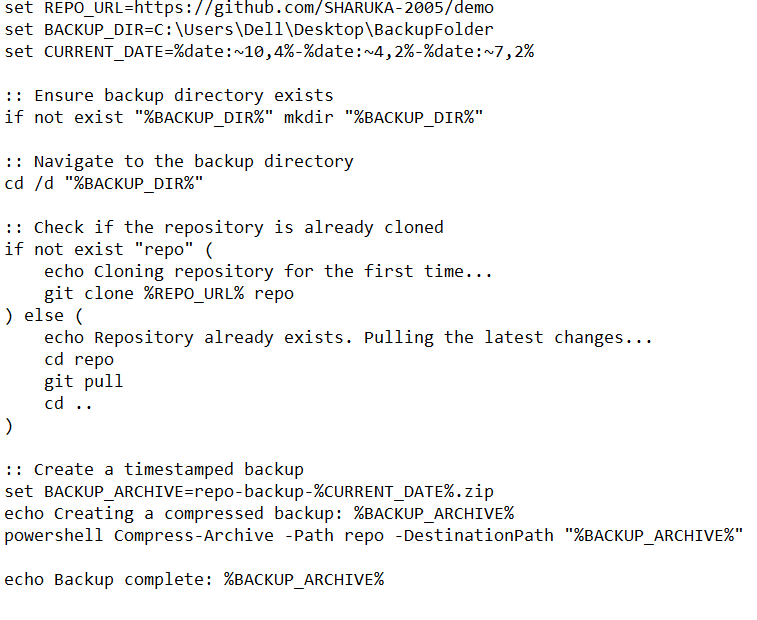 set REPO_URL=https://github.com/SHARUKA-2005/demo
set BACKUP_DIR=C:\Users\Dell\Desktop\BackupFolder
set CURRENT_DATE=%date:~10,4%-%date:~4,2%-%date:~7,2%

:: Ensure backup directory exists
if not exist "%BACKUP_DIR%" mkdir "%BACKUP_DIR%"

:: Navigate to the backup directory
cd /d "%BACKUP_DIR%"

:: Check if the repository is already cloned
if not exist "repo" (
    echo Cloning repository for the first time...
    git clone %REPO_URL% repo
) else (
    echo Repository already exists. Pulling the latest changes...
    cd repo
    git pull
    cd ..
)

:: Create a timestamped backup
set BACKUP_ARCHIVE=repo-backup-%CURRENT_DATE%.zip
echo Creating a compressed backup: %BACKUP_ARCHIVE%
powershell Compress-Archive -Path repo -DestinationPath "%BACKUP_ARCHIVE%"

echo Backup complete: %BACKUP_ARCHIVE%